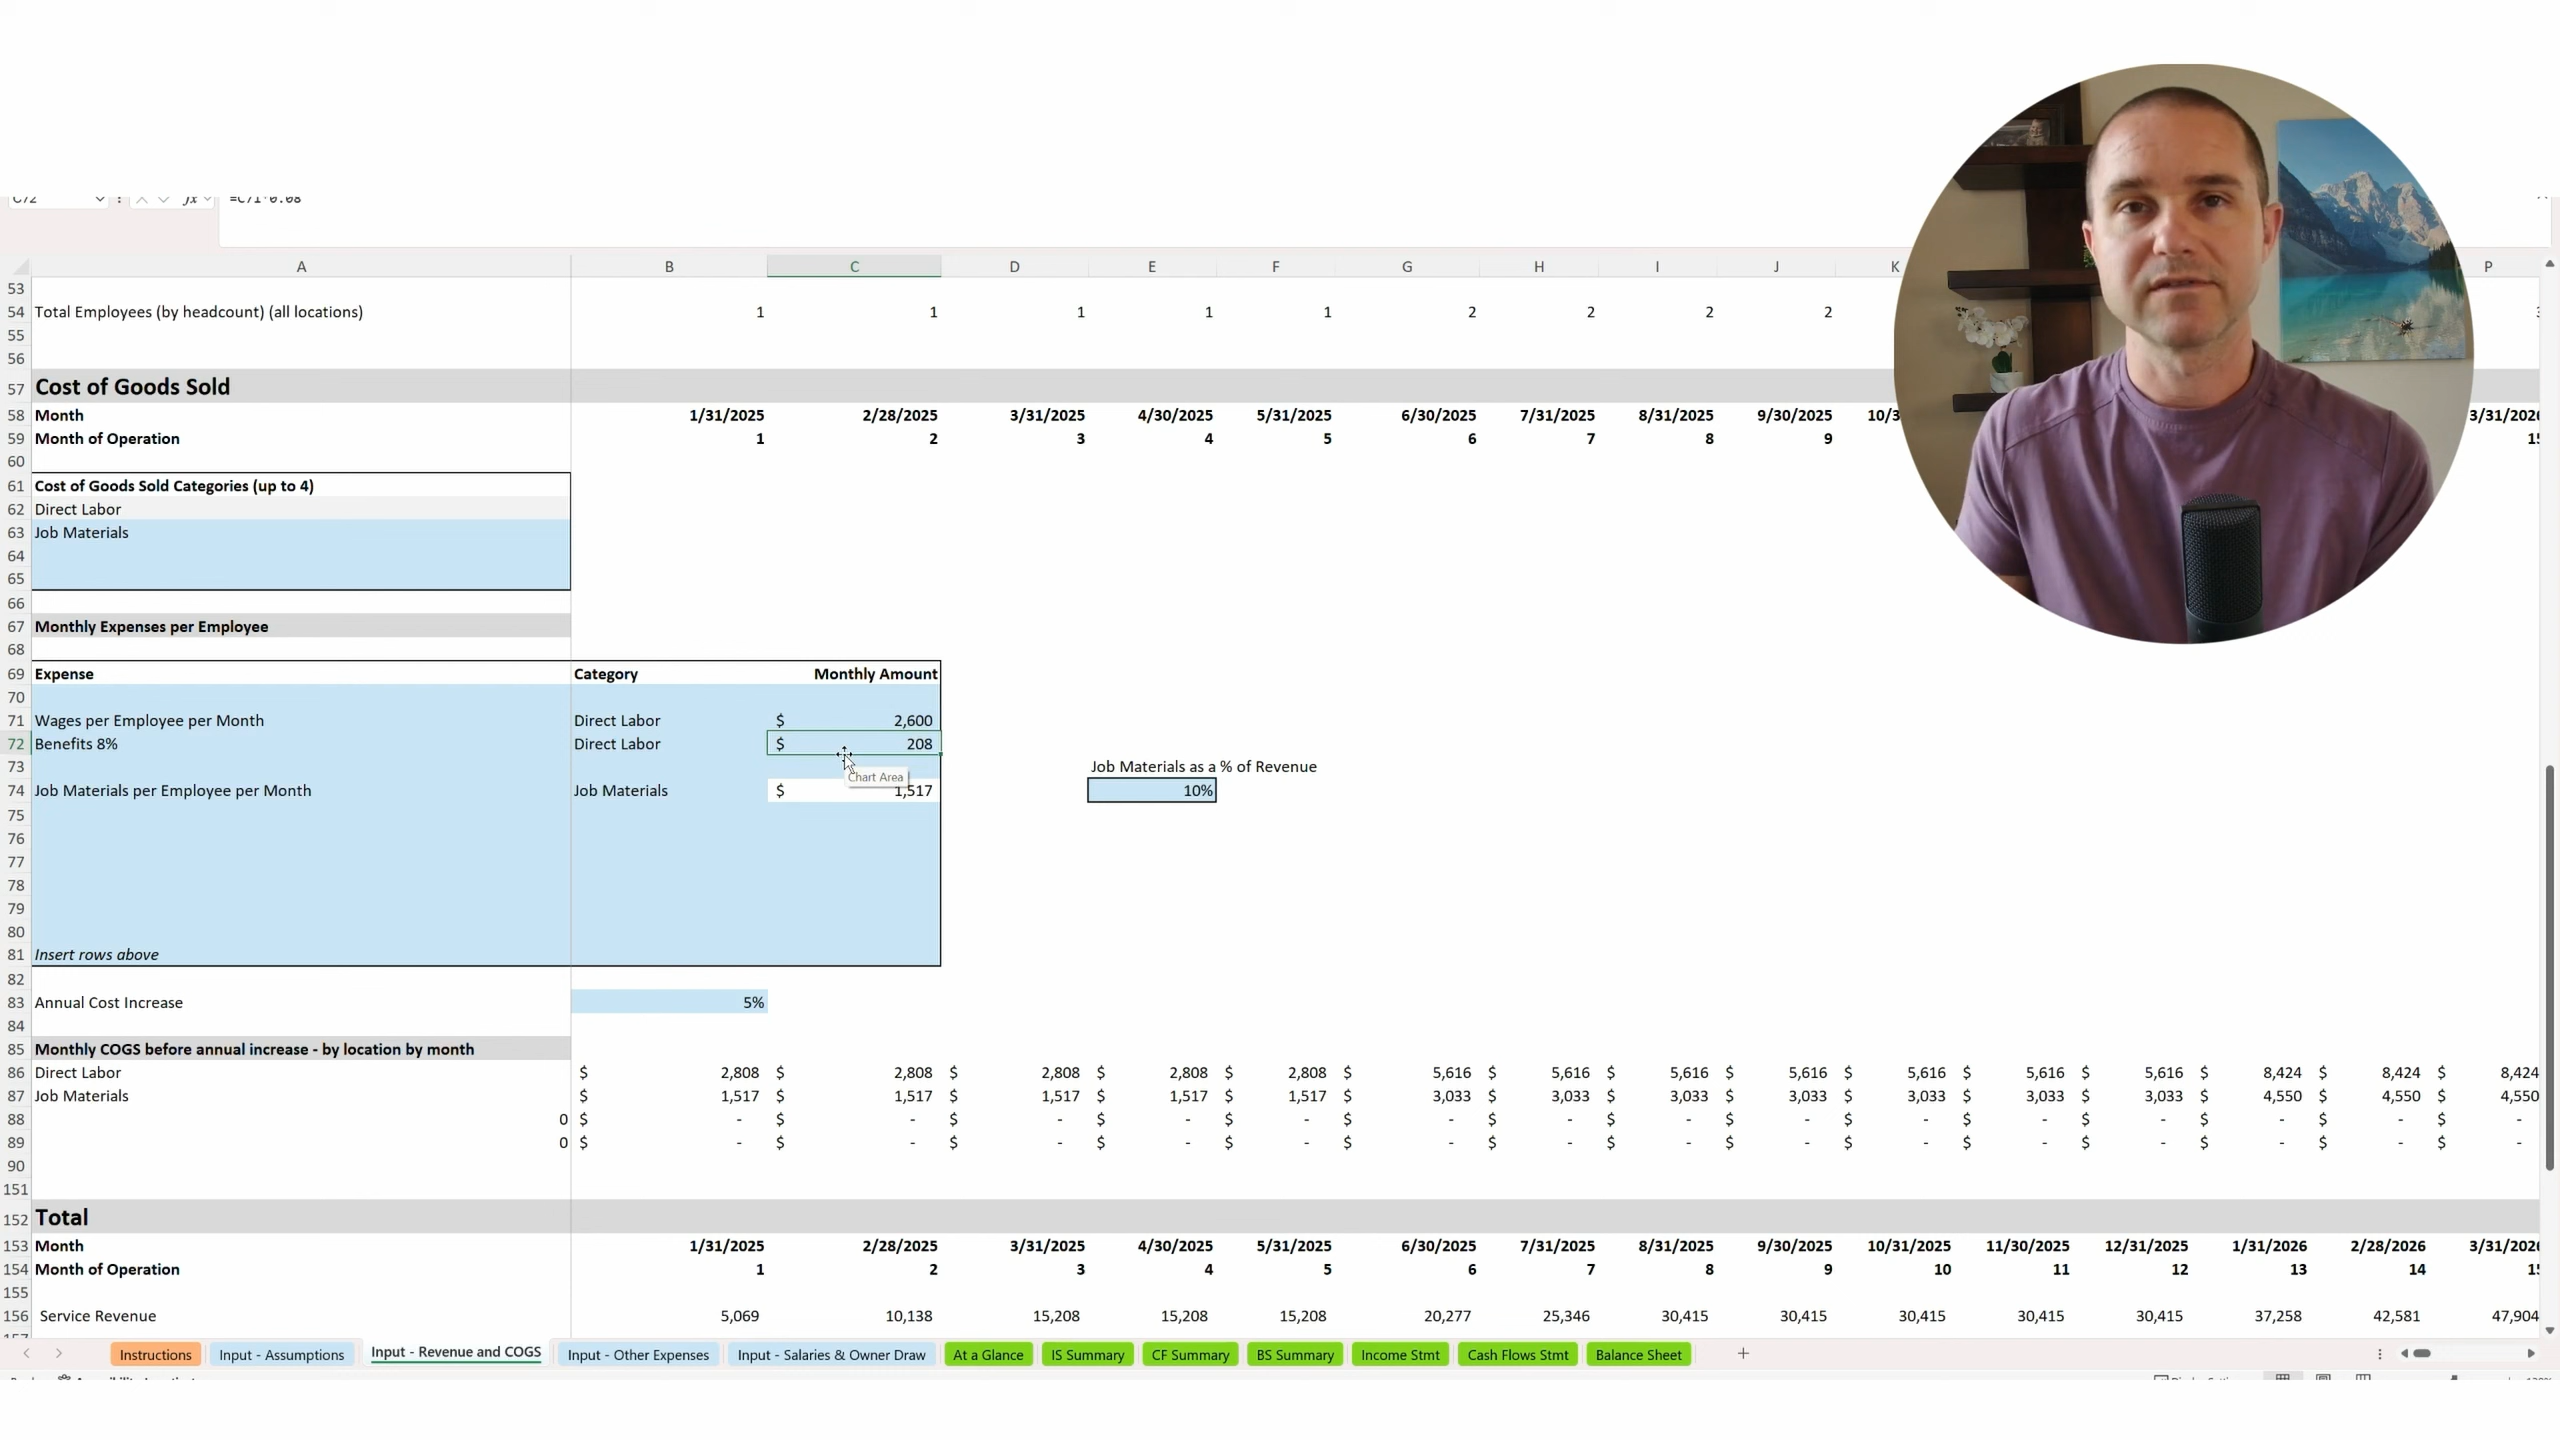 C72 fx =C71*0.08
A B C D E F G H I J K P
53
54 Total Employees (by headcount) (all locations) 1 1 1 1 1 2 2 2 2
55
56
57 Cost of Goods Sold
58 Month 1/31/2025 2/28/2025 3/31/2025 4/30/2025 5/31/2025 6/30/2025 7/31/2025 8/31/2025 9/30/2025 10/3 3/31/202
59 Month of Operation 1 2 3 4 5 6 7 8 9 15
60
61 Cost of Goods Sold Categories (up to 4)
62 Direct Labor
63 Job Materials
64
65
66
67 Monthly Expenses per Employee
68
69 Expense Category Monthly Amount
70
71 Wages per Employee per Month Direct Labor $ 2,600
72 Benefits 8% Direct Labor $ 208
73 Job Materials as a % of Revenue
Chart Area
74 Job Materials per Employee per Month Job Materials $ 1,517 10%
75
76
77
78
79
80
81 Insert rows above
82
83 Annual Cost Increase 5%
84
85 Monthly COGS before annual increase - by location by month
86 Direct Labor $ 2,808 $ 2,808 $ 2,808 $ 2,808 $ 2,808 $ 5,616 $ 5,616 $ 5,616 $ 5,616 $ 5,616 $ 5,616 $ 5,616 $ 8,424 $ 8,424 $ 8,424
87 Job Materials $ 1,517 $ 1,517 $ 1,517 $ 1,517 $ 1,517 $ 3,033 $ 3,033 $ 3,033 $ 3,033 $ 3,033 $ 3,033 $ 3,033 $ 4,550 $ 4,550 $ 4,550
88 0 $ - $ - $ - $ - $ - $ - $ - $ - $ - $ - $ - $ - $ - $ - $ -
89 0 $ - $ - $ - $ - $ - $ - $ - $ - $ - $ - $ - $ - $ - $ - $ -
90
151
152 Total
153 Month 1/31/2025 2/28/2025 3/31/2025 4/30/2025 5/31/2025 6/30/2025 7/31/2025 8/31/2025 9/30/2025 10/31/2025 11/30/2025 12/31/2025 1/31/2026 2/28/2026 3/31/202
154 Month of Operation 1 2 3 4 5 6 7 8 9 10 11 12 13 14 15
155
156 Service Revenue 5,069 10,138 15,208 15,208 15,208 20,277 25,346 30,415 30,415 30,415 30,415 30,415 37,258 42,581 47,904
Instructions Input - Assumptions Input - Revenue and COGS Input - Other Expenses Input - Salaries & Owner Draw At a Glance IS Summary CF Summary BS Summary Income Stmt Cash Flows Stmt Balance Sheet +